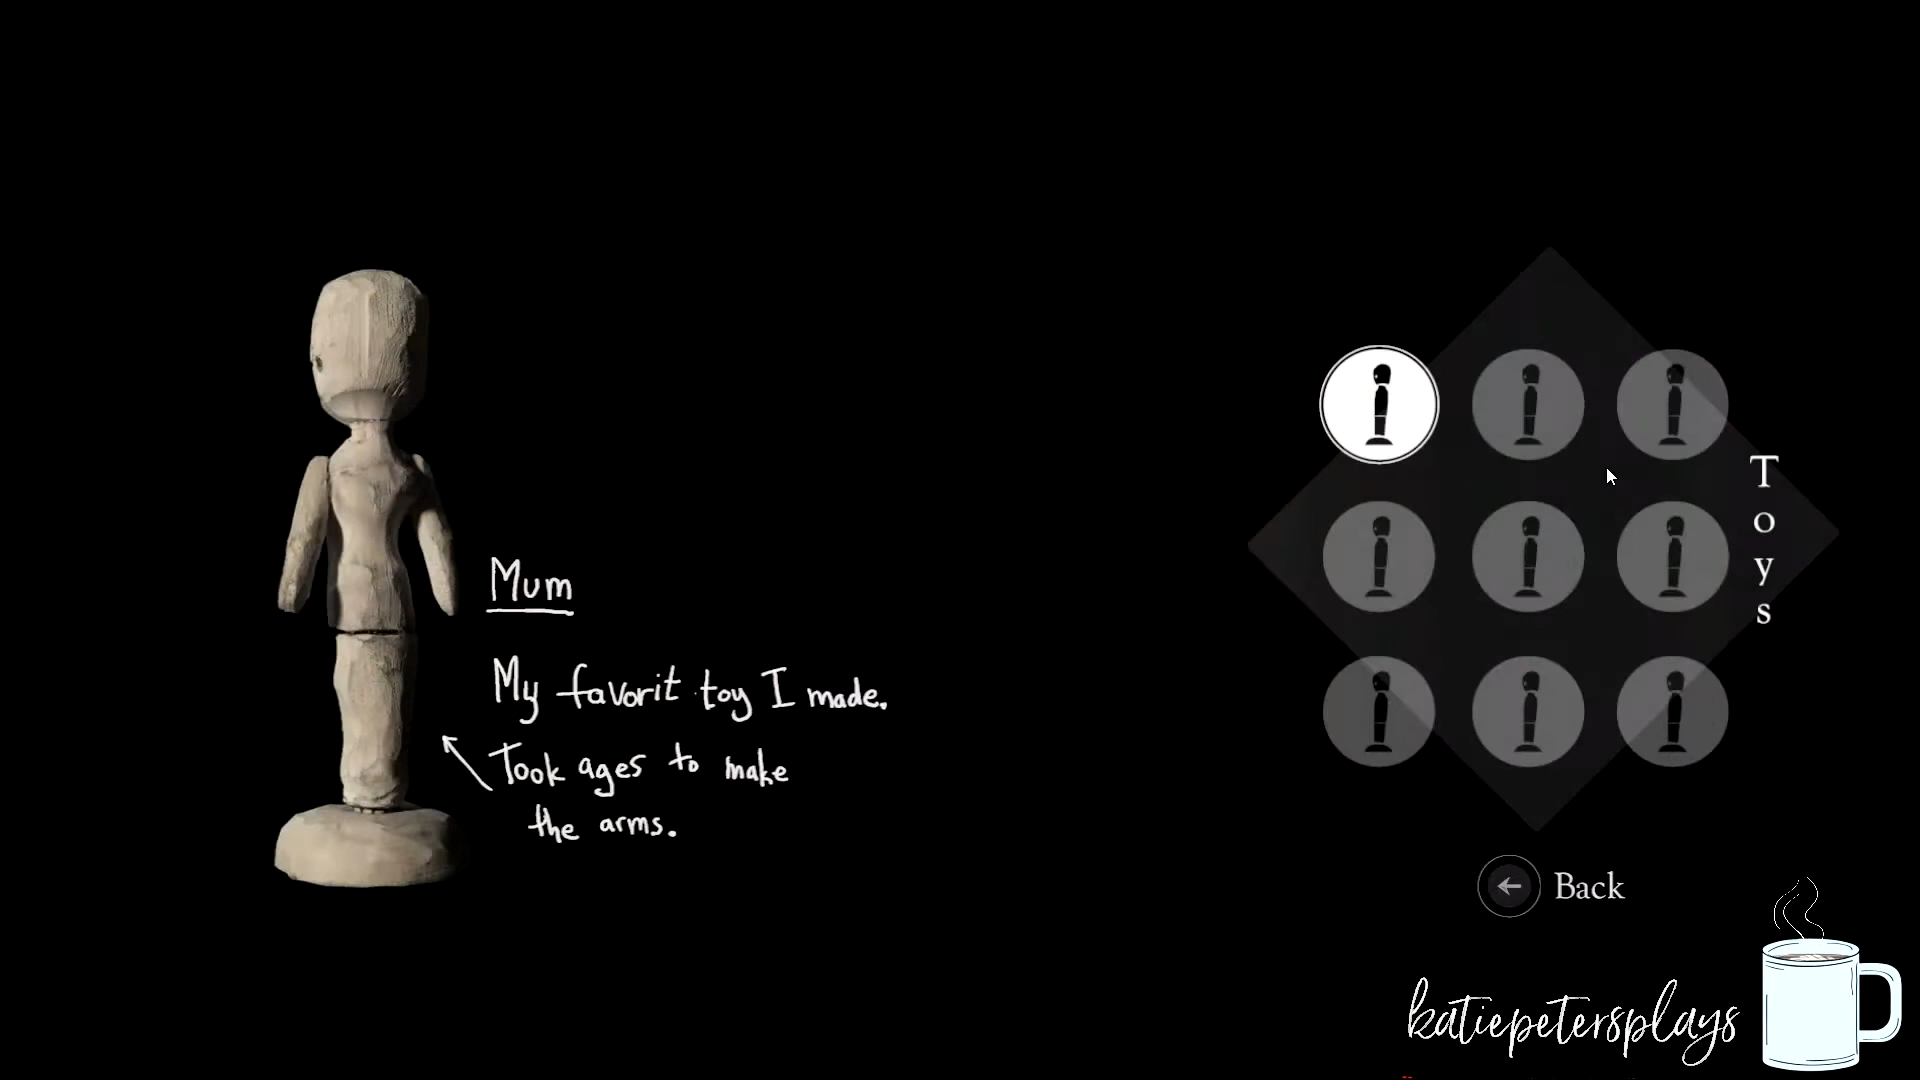 Mum
My favorit toy I made.
Took ages to make
the arms.
Toys
Back
katiepetersplays